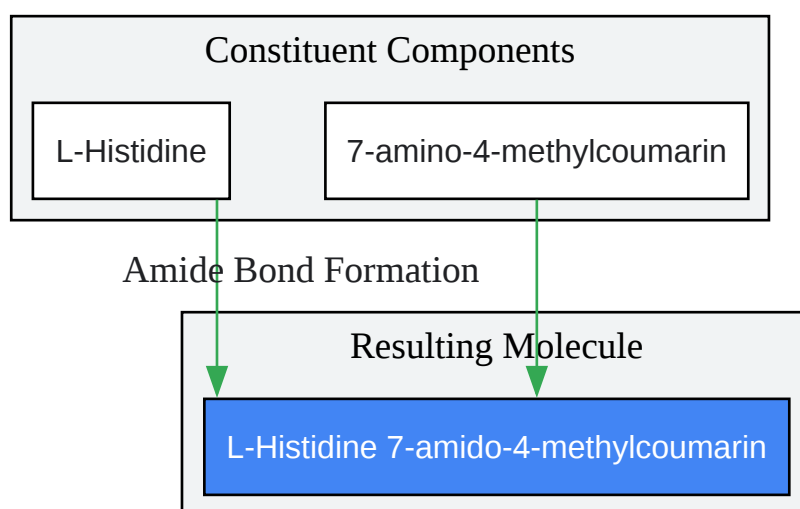 Constituent Components
L-Histidine
7-amino-4-methylcoumarin
Amide Bond Formation
Resulting Molecule
L-Histidine 7-amido-4-methylcoumarin